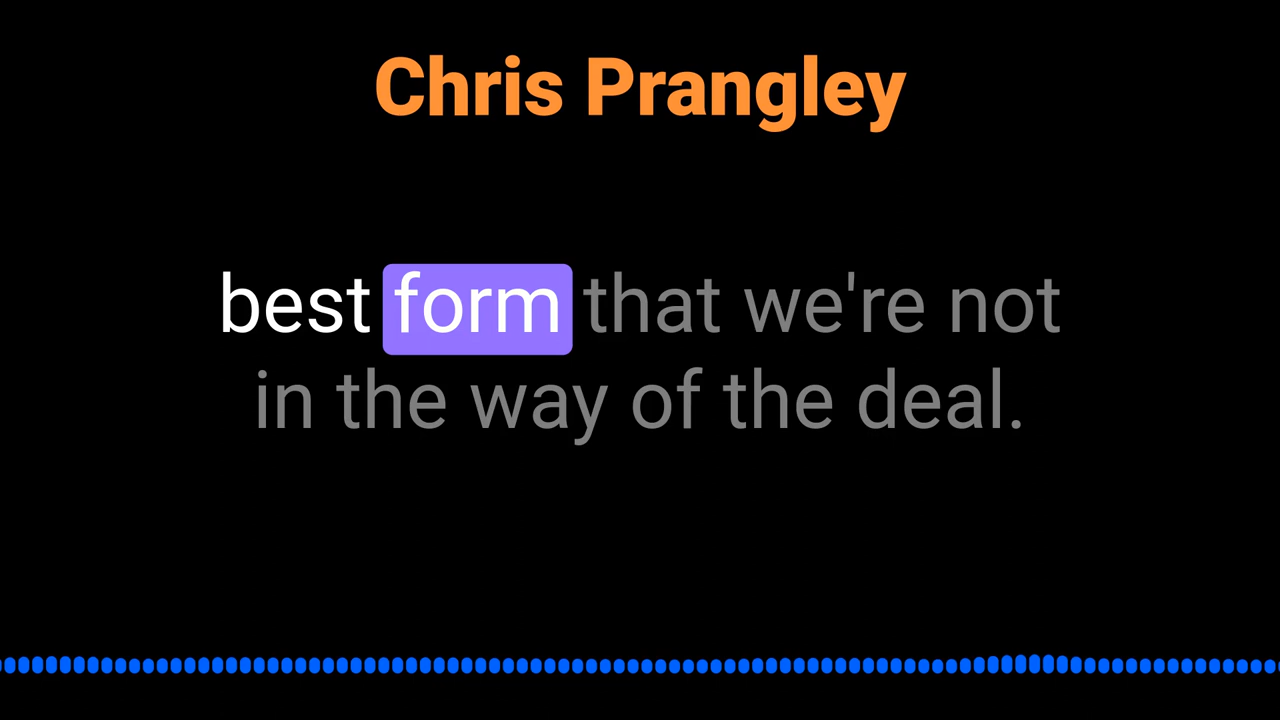 Chris Prangley
best form that we're not
in the way of the deal.